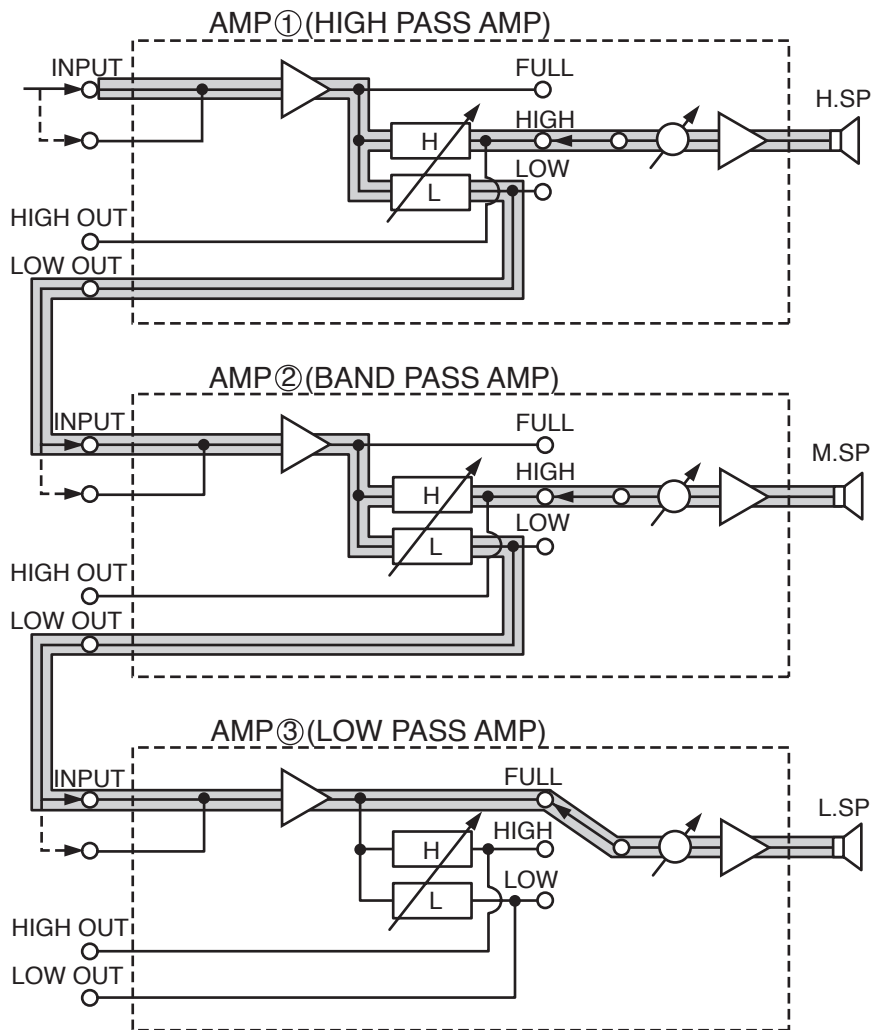 AMP①(HIGH PASS AMP)
INPUT
FULL
H.SP
HIGH
H
LOW
L
HIGH OUT
LOW OUT
AMP②(BAND PASS AMP)
INPUT
FULL
M.SP
HIGH
H
LOW
L
HIGH OUT
LOW OUT
AMP③(LOW PASS AMP)
INPUT
FULL
L.SP
HIGH
H
LOW
L
HIGH OUT
LOW OUT